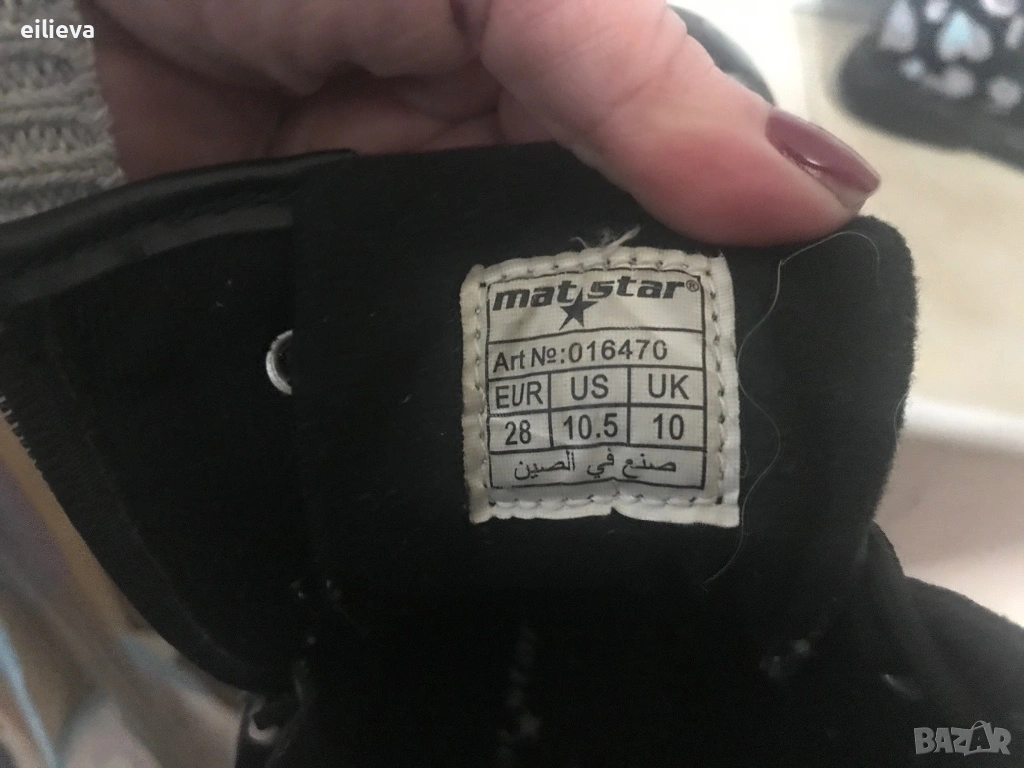 eilieva
mat star®
Art №:016470
EUR US UK
28 10.5 10
صنع في الصين
BAZAR